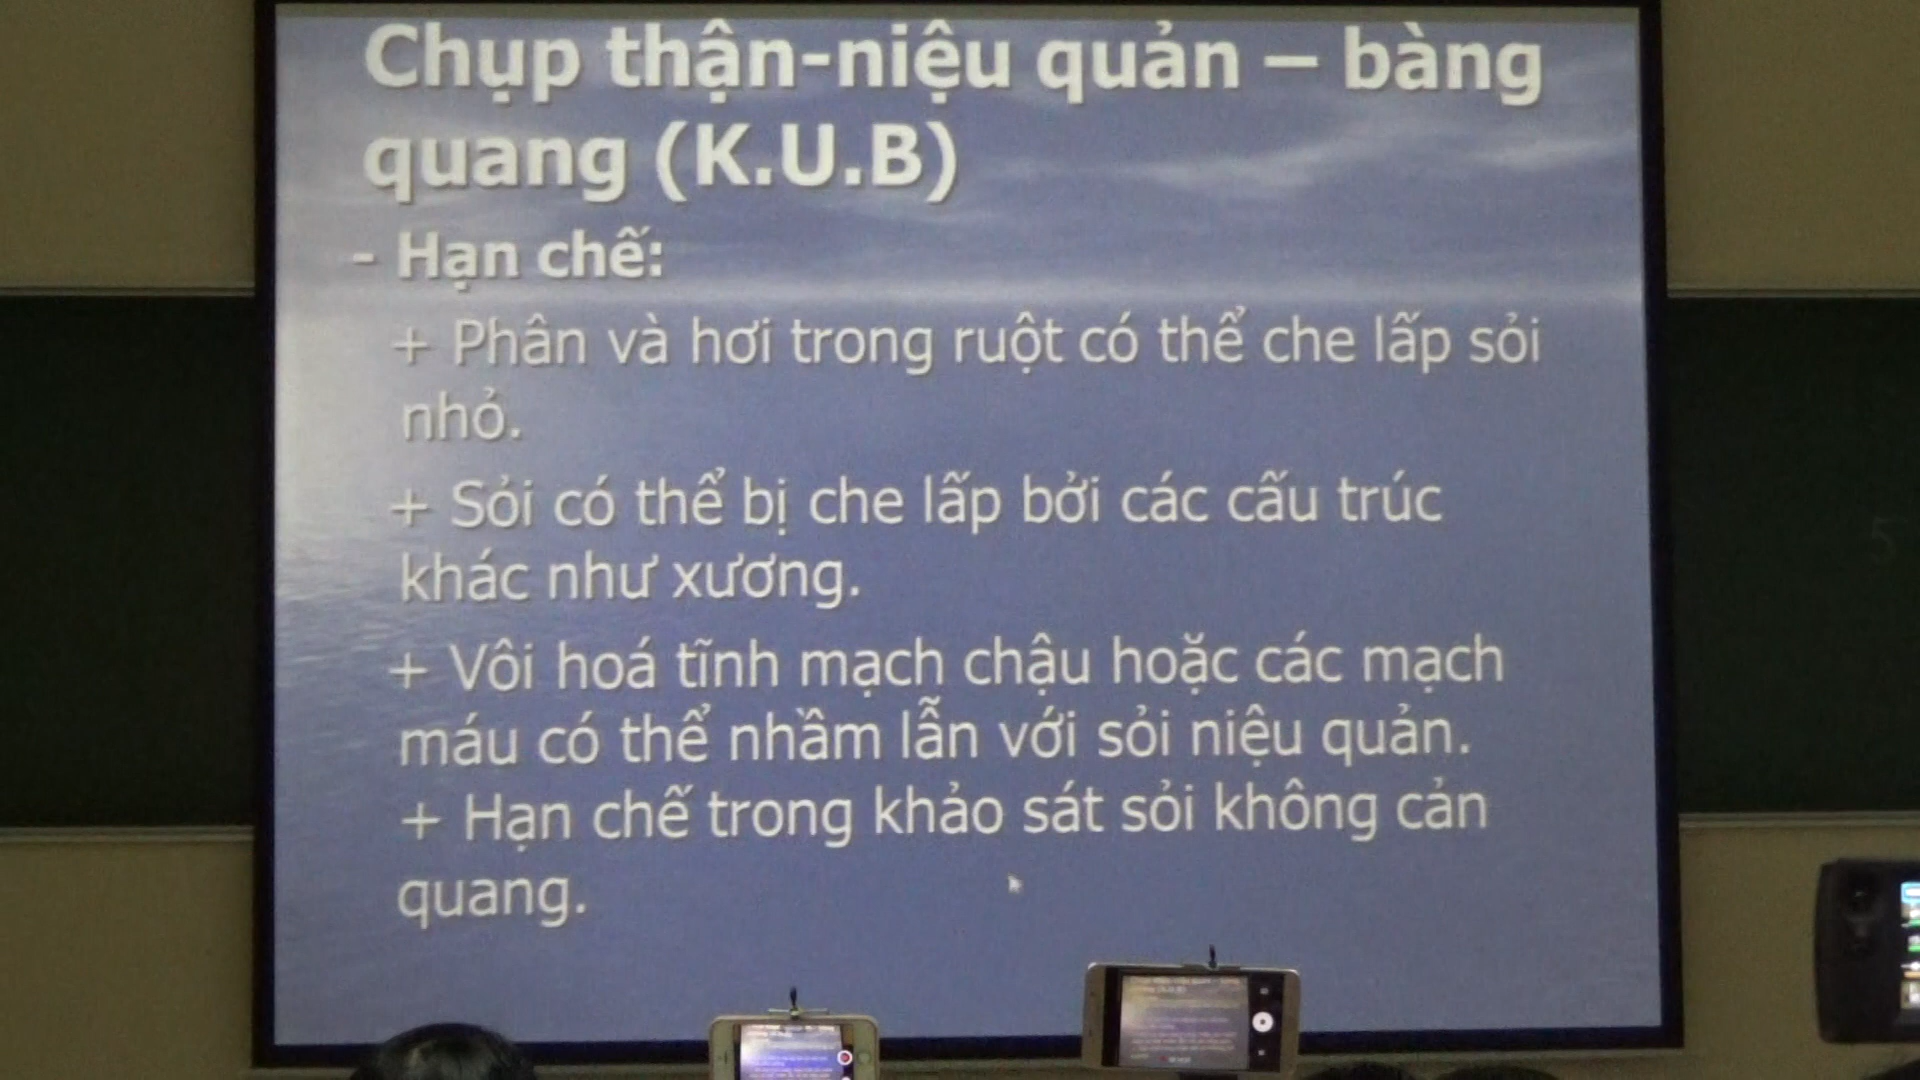 Chụp thận-niệu quản – bàng
quang (K.U.B)
- Hạn chế:
+ Phân và hơi trong ruột có thể che lấp sỏi
nhỏ.
+ Sỏi có thể bị che lấp bởi các cấu trúc
khác như xương.
+ Vôi hoá tĩnh mạch chậu hoặc các mạch
máu có thể nhầm lẫn với sỏi niệu quản.
+ Hạn chế trong khảo sát sỏi không cản
quang.
5